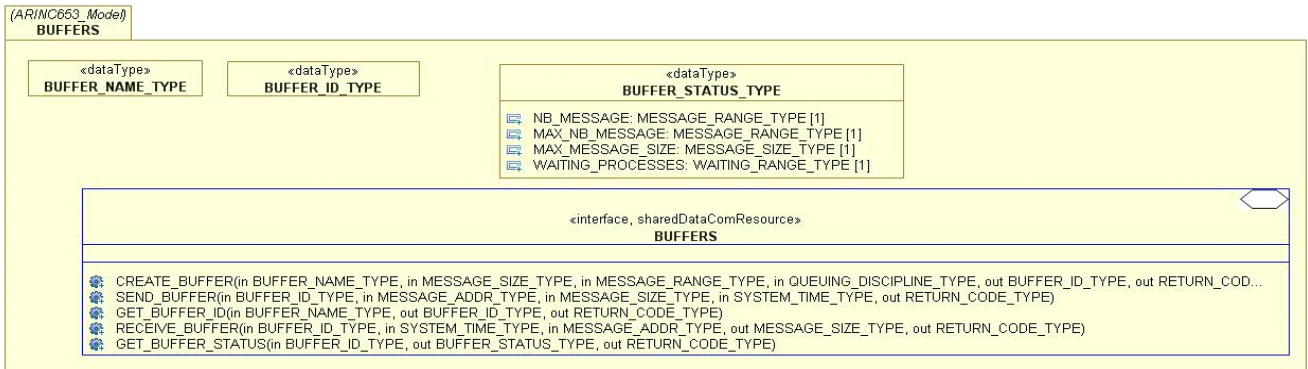 (ARINC653_Model)
BUFFERS
«dataType»
BUFFER_NAME_TYPE
«dataType»
BUFFER_ID_TYPE
«dataType»
BUFFER_STATUS_TYPE
NB_MESSAGE: MESSAGE_RANGE_TYPE [1]
MAX_NB_MESSAGE: MESSAGE_RANGE_TYPE [1]
MAX_MESSAGE_SIZE: MESSAGE_SIZE_TYPE [1]
WAITING_PROCESSES: WAITING_RANGE_TYPE [1]
«interface, sharedDataComResource»
BUFFERS
CREATE_BUFFER(in BUFFER_NAME_TYPE, in MESSAGE_SIZE_TYPE, in MESSAGE_RANGE_TYPE, in QUEUING_DISCIPLINE_TYPE, out BUFFER_ID_TYPE, out RETURN_COD...
SEND_BUFFER(in BUFFER_ID_TYPE, in MESSAGE_ADDR_TYPE, in MESSAGE_SIZE_TYPE, in SYSTEM_TIME_TYPE, out RETURN_CODE_TYPE)
GET_BUFFER_ID(in BUFFER_NAME_TYPE, out BUFFER_ID_TYPE, out RETURN_CODE_TYPE)
RECEIVE_BUFFER(in BUFFER_ID_TYPE, in SYSTEM_TIME_TYPE, in MESSAGE_ADDR_TYPE, out MESSAGE_SIZE_TYPE, out RETURN_CODE_TYPE)
GET_BUFFER_STATUS(in BUFFER_ID_TYPE, out BUFFER_STATUS_TYPE, out RETURN_CODE_TYPE)